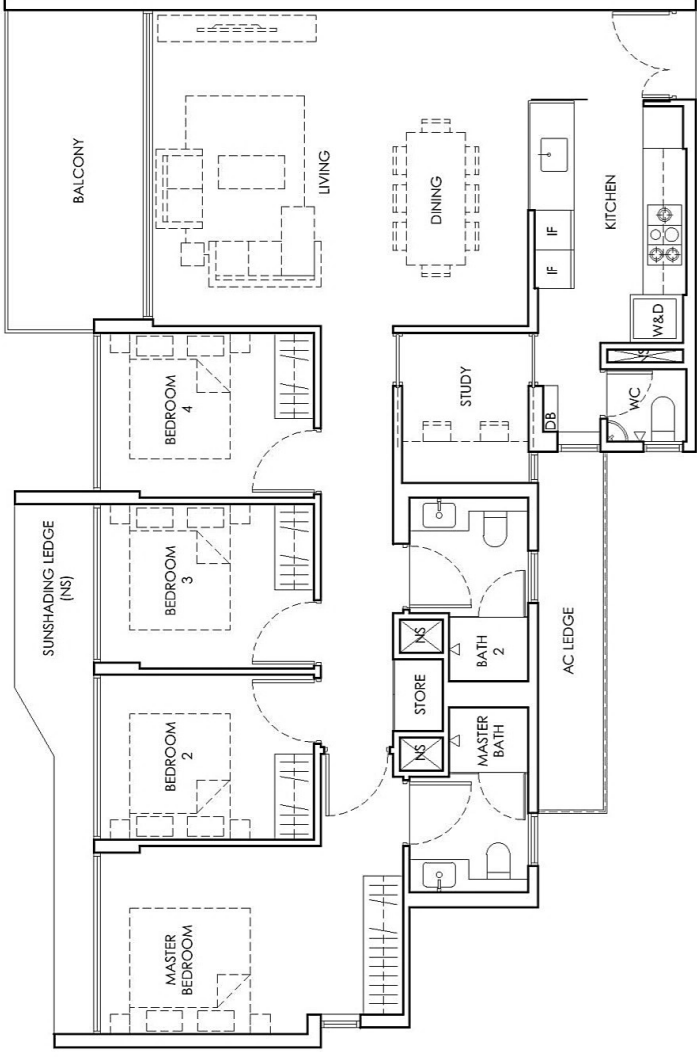 BALCONY
LIVING
DINING
KITCHEN
IF
IF
W&D
NS
WC
DB
STUDY
BEDROOM
4
BEDROOM
3
BEDROOM
2
MASTER
BEDROOM
SUNSHADING LEDGE
(NS)
NS
BATH
2
STORE
NS
MASTER
BATH
AC LEDGE